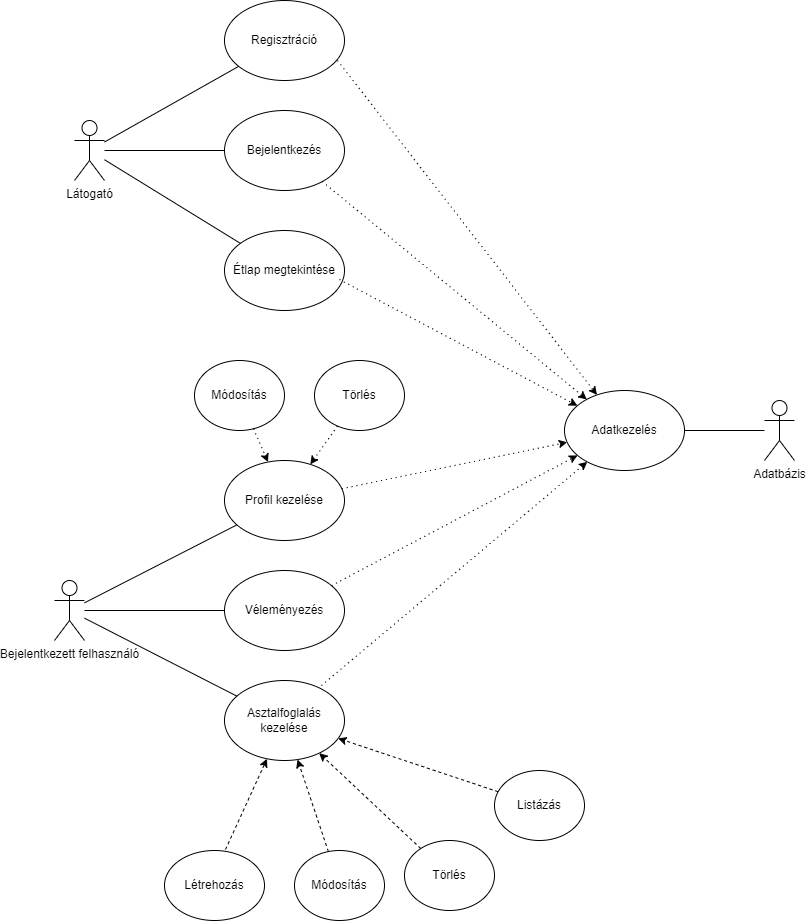 Regisztráció
Bejelentkezés
Látogató
Étlap megtekintése
Módosítás
Törlés
Adatkezelés
Adatbázis
Profil kezelése
Véleményezés
Bejelentkezett felhasználó
Asztalfoglalás
kezelése
Listázás
Létrehozás
Módosítás
Törlés